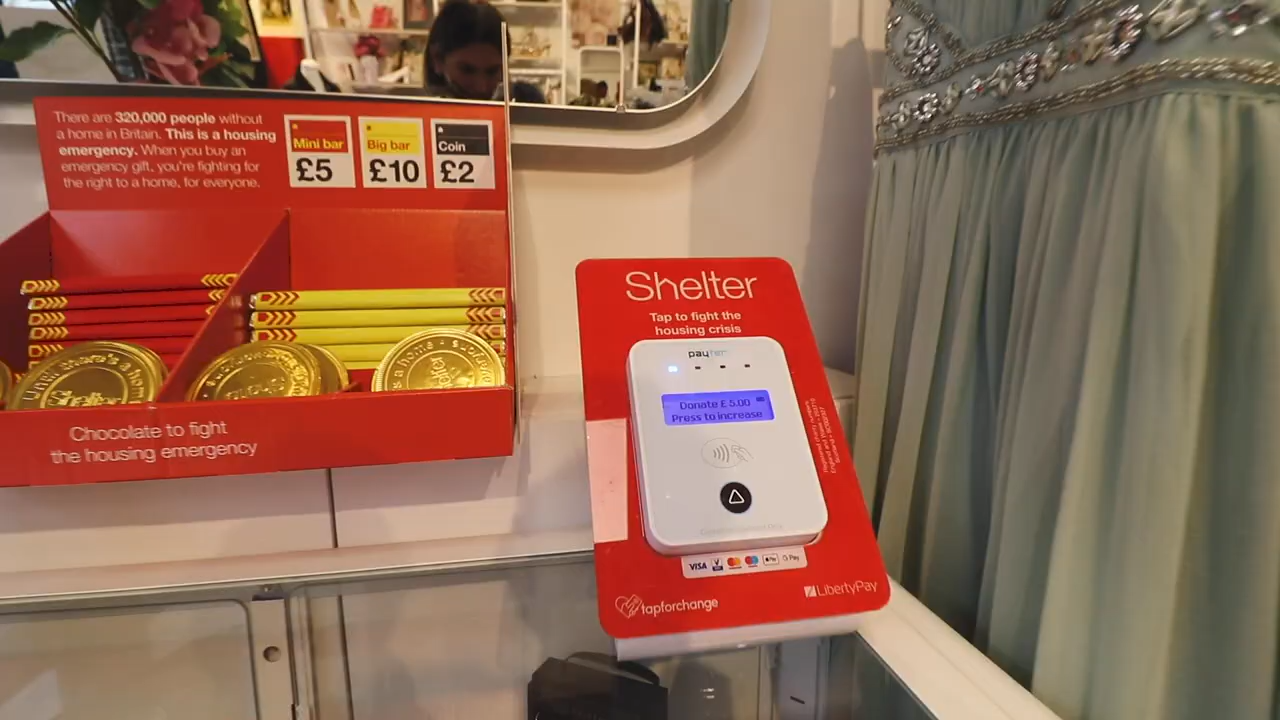 There are 320,000 people without
a home in Britain. This is a housing
emergency. When you buy an
emergency gift, you're fighting for
the right to a home, for everyone.
Mini bar
£5
Big bar
£10
Coin
£2
Chocolate to fight
the housing emergency
Shelter
Shelter
Tap to fight the
housing crisis
Donate £ 5.00
Press to increase
VISA
Pay
G Pay
tapforchange
LibertyPay